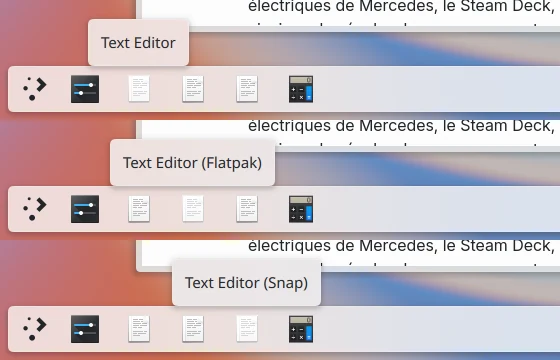 électriques de Mercedes, le Steam Deck,
Text Editor
électriques de Mercedes, le Steam Deck,
Text Editor (Flatpak)
électriques de Mercedes, le Steam Deck,
Text Editor (Snap)